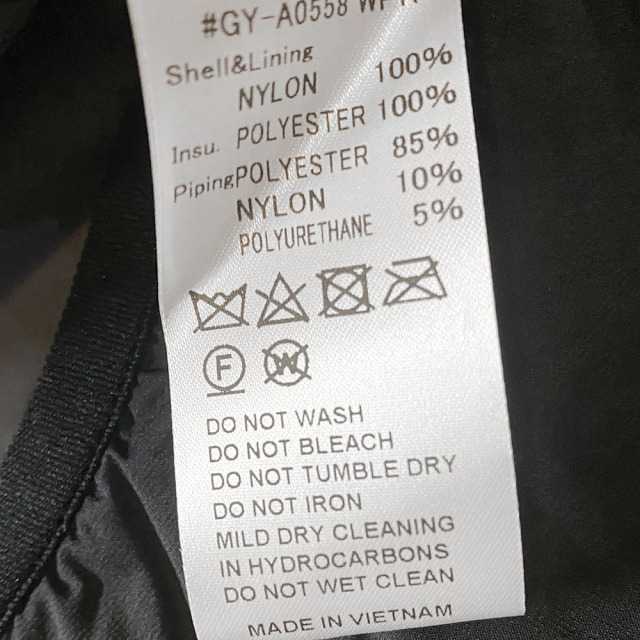 #GY-A0558
Shell&Lining
NYLON 100%
Insu. POLYESTER 100%
Piping POLYESTER 85%
NYLON 10%
POLYURETHANE 5%
F W
DO NOT WASH
DO NOT BLEACH
DO NOT TUMBLE DRY
DO NOT IRON
MILD DRY CLEANING
IN HYDROCARBONS
DO NOT WET CLEAN
MADE IN VIETNAM